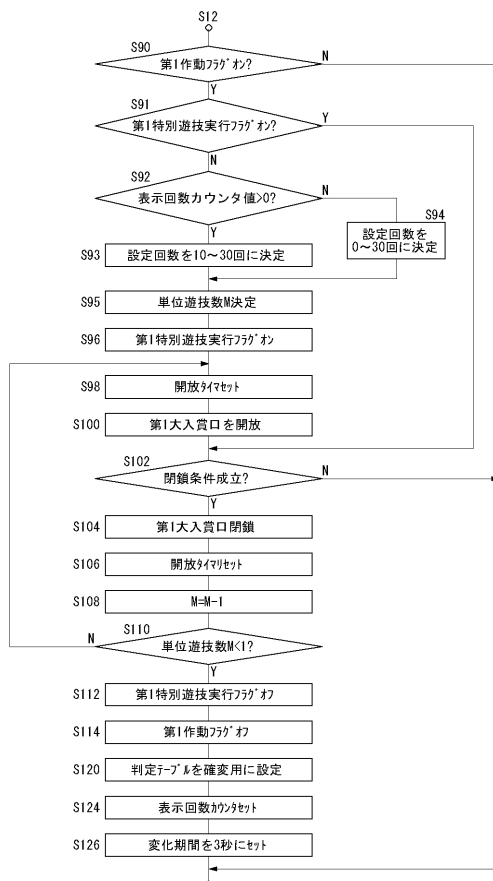 S12
S90
第1作動ﾌﾗｸﾞｵﾝ?
N
Y
S91
第1特別遊技実行ﾌﾗｸﾞｵﾝ?
Y
N
S92
表示回数カウンタ値>0?
N
Y
S94
設定回数を
0～30回に決定
S93
設定回数を10～30回に決定
S95
単位遊技数M決定
S96
第1特別遊技実行ﾌﾗｸﾞｵﾝ
S98
開放ﾀｲﾏｾｯﾄ
S100
第1大入賞口を開放
S102
閉鎖条件成立?
N
Y
S104
第1大入賞口閉鎖
S106
開放ﾀｲﾏﾘｾｯﾄ
S108
M=M-1
S110
N
単位遊技数M<1?
Y
S112
第1特別遊技実行ﾌﾗｸﾞｵﾌ
S114
第1作動ﾌﾗｸﾞｵﾌ
S120
判定ﾃｰﾌﾞﾙを確変用に設定
S124
表示回数ｶｳﾝﾀｾｯﾄ
S126
変化期間を3秒にｾｯﾄ